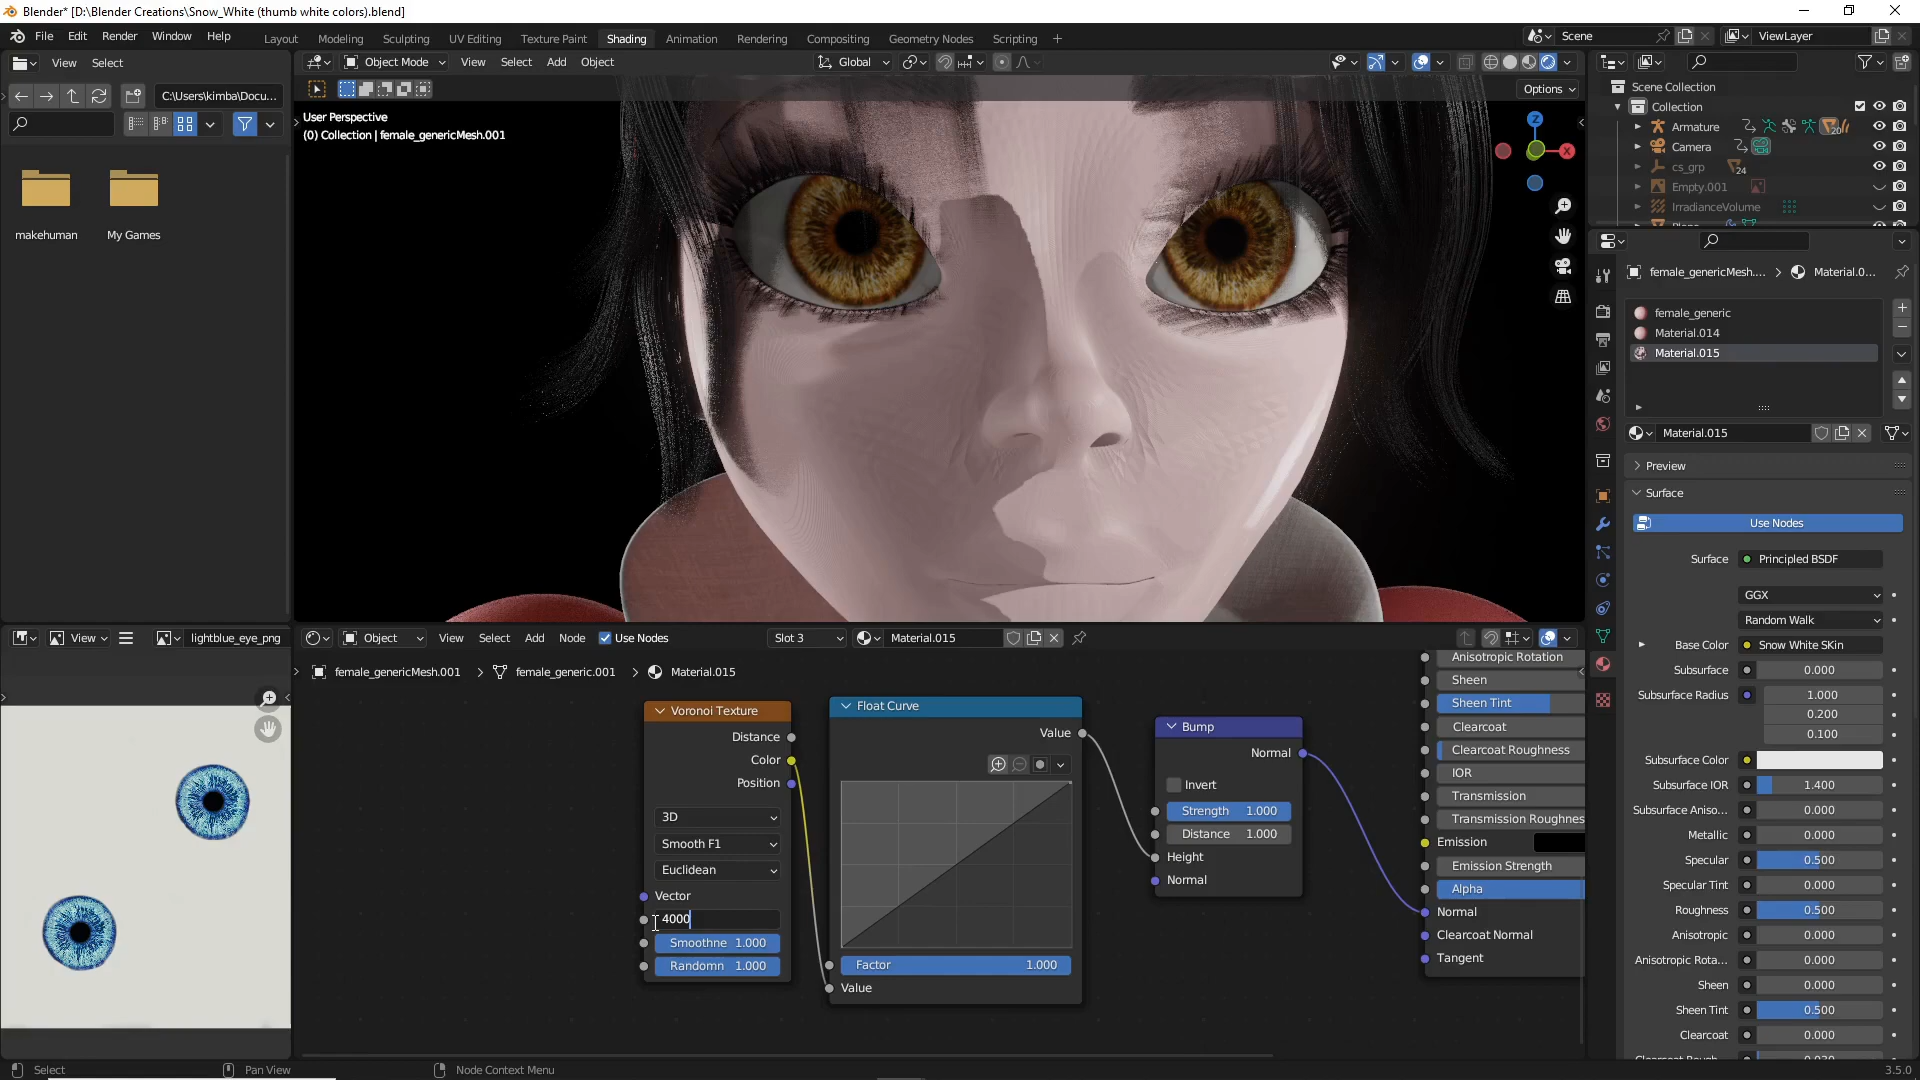 Blender* [D:\Blender Creations\Snow_White (thumb white colors).blend]
File Edit Render Window Help
Layout Modeling Sculpting UV Editing Texture Paint Shading Animation Rendering Compositing Geometry Nodes Scripting
Scene ViewLayer
View Select
Object Mode View Select Add Object Global
C:\Users\kimba\Docu...
Options
makehuman My Games
User Perspective
(0) Collection | female_genericMesh.001
Z
X
Scene Collection
Collection
Armature 20
Camera
cs_grp 24
Empty.001
IrradianceVolume
female_genericMesh.... Material.0...
female_generic
Material.014
Material.015
Material.015
Preview
Surface
Use Nodes
Surface Principled BSDF
GGX
Random Walk
Base Color Snow White SKin
Subsurface 0.000
Subsurface Radius 1.000
0.200
0.100
Subsurface Color
Subsurface IOR 1.400
Subsurface Aniso... 0.000
Metallic 0.000
Specular 0.500
Specular Tint 0.000
Roughness 0.500
Anisotropic 0.000
Anisotropic Rota... 0.000
Sheen 0.000
Sheen Tint 0.500
Clearcoat 0.000
View lightblue_eye_png
Object View Select Add Node Use Nodes Slot 3 Material.015
female_genericMesh.001 female_generic.001 Material.015
Voronoi Texture
Distance
Color
Position
3D
Smooth F1
Euclidean
Vector
4000
Smoothne 1.000
Randomn 1.000
Float Curve
Value
Factor 1.000
Value
Bump
Normal
Invert
Strength 1.000
Distance 1.000
Height
Normal
Anisotropic Rotation
Sheen
Sheen Tint
Clearcoat
Clearcoat Roughness
IOR
Transmission
Transmission Roughnes
Emission
Emission Strength
Alpha
Normal
Clearcoat Normal
Tangent
Select Pan View Node Context Menu 3.5.0